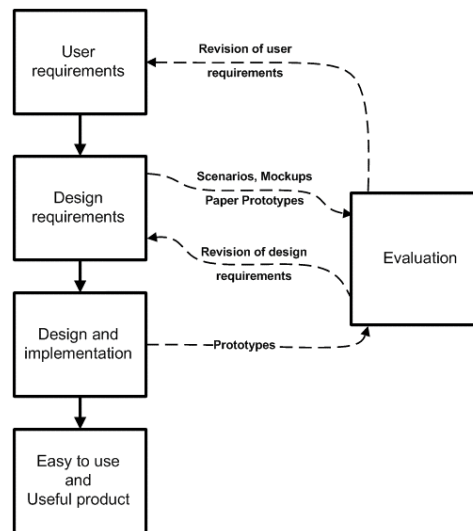 User
requirements
Revision of user
requirements
Design
requirements
Scenarios, Mockups
Paper Prototypes
Revision of design
requirements
Evaluation
Design and
implementation
Prototypes
Easy to use
and
Useful product